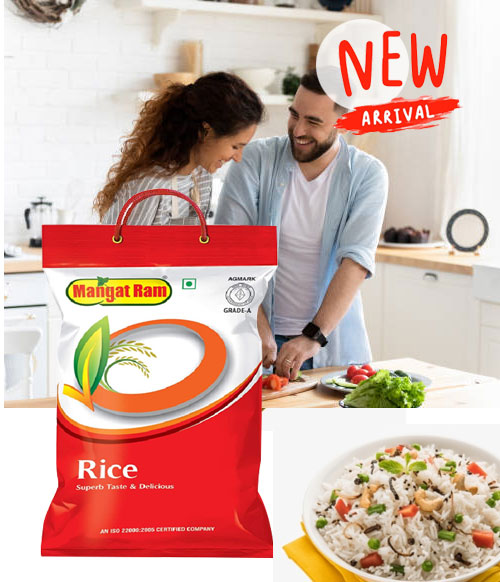 NEW
ARRIVAL
Mangat Ram
AGMARK
GRADE-A
Rice
Superb Taste & Delicious
AN ISO 22000:2005 CERTIFIED COMPANY